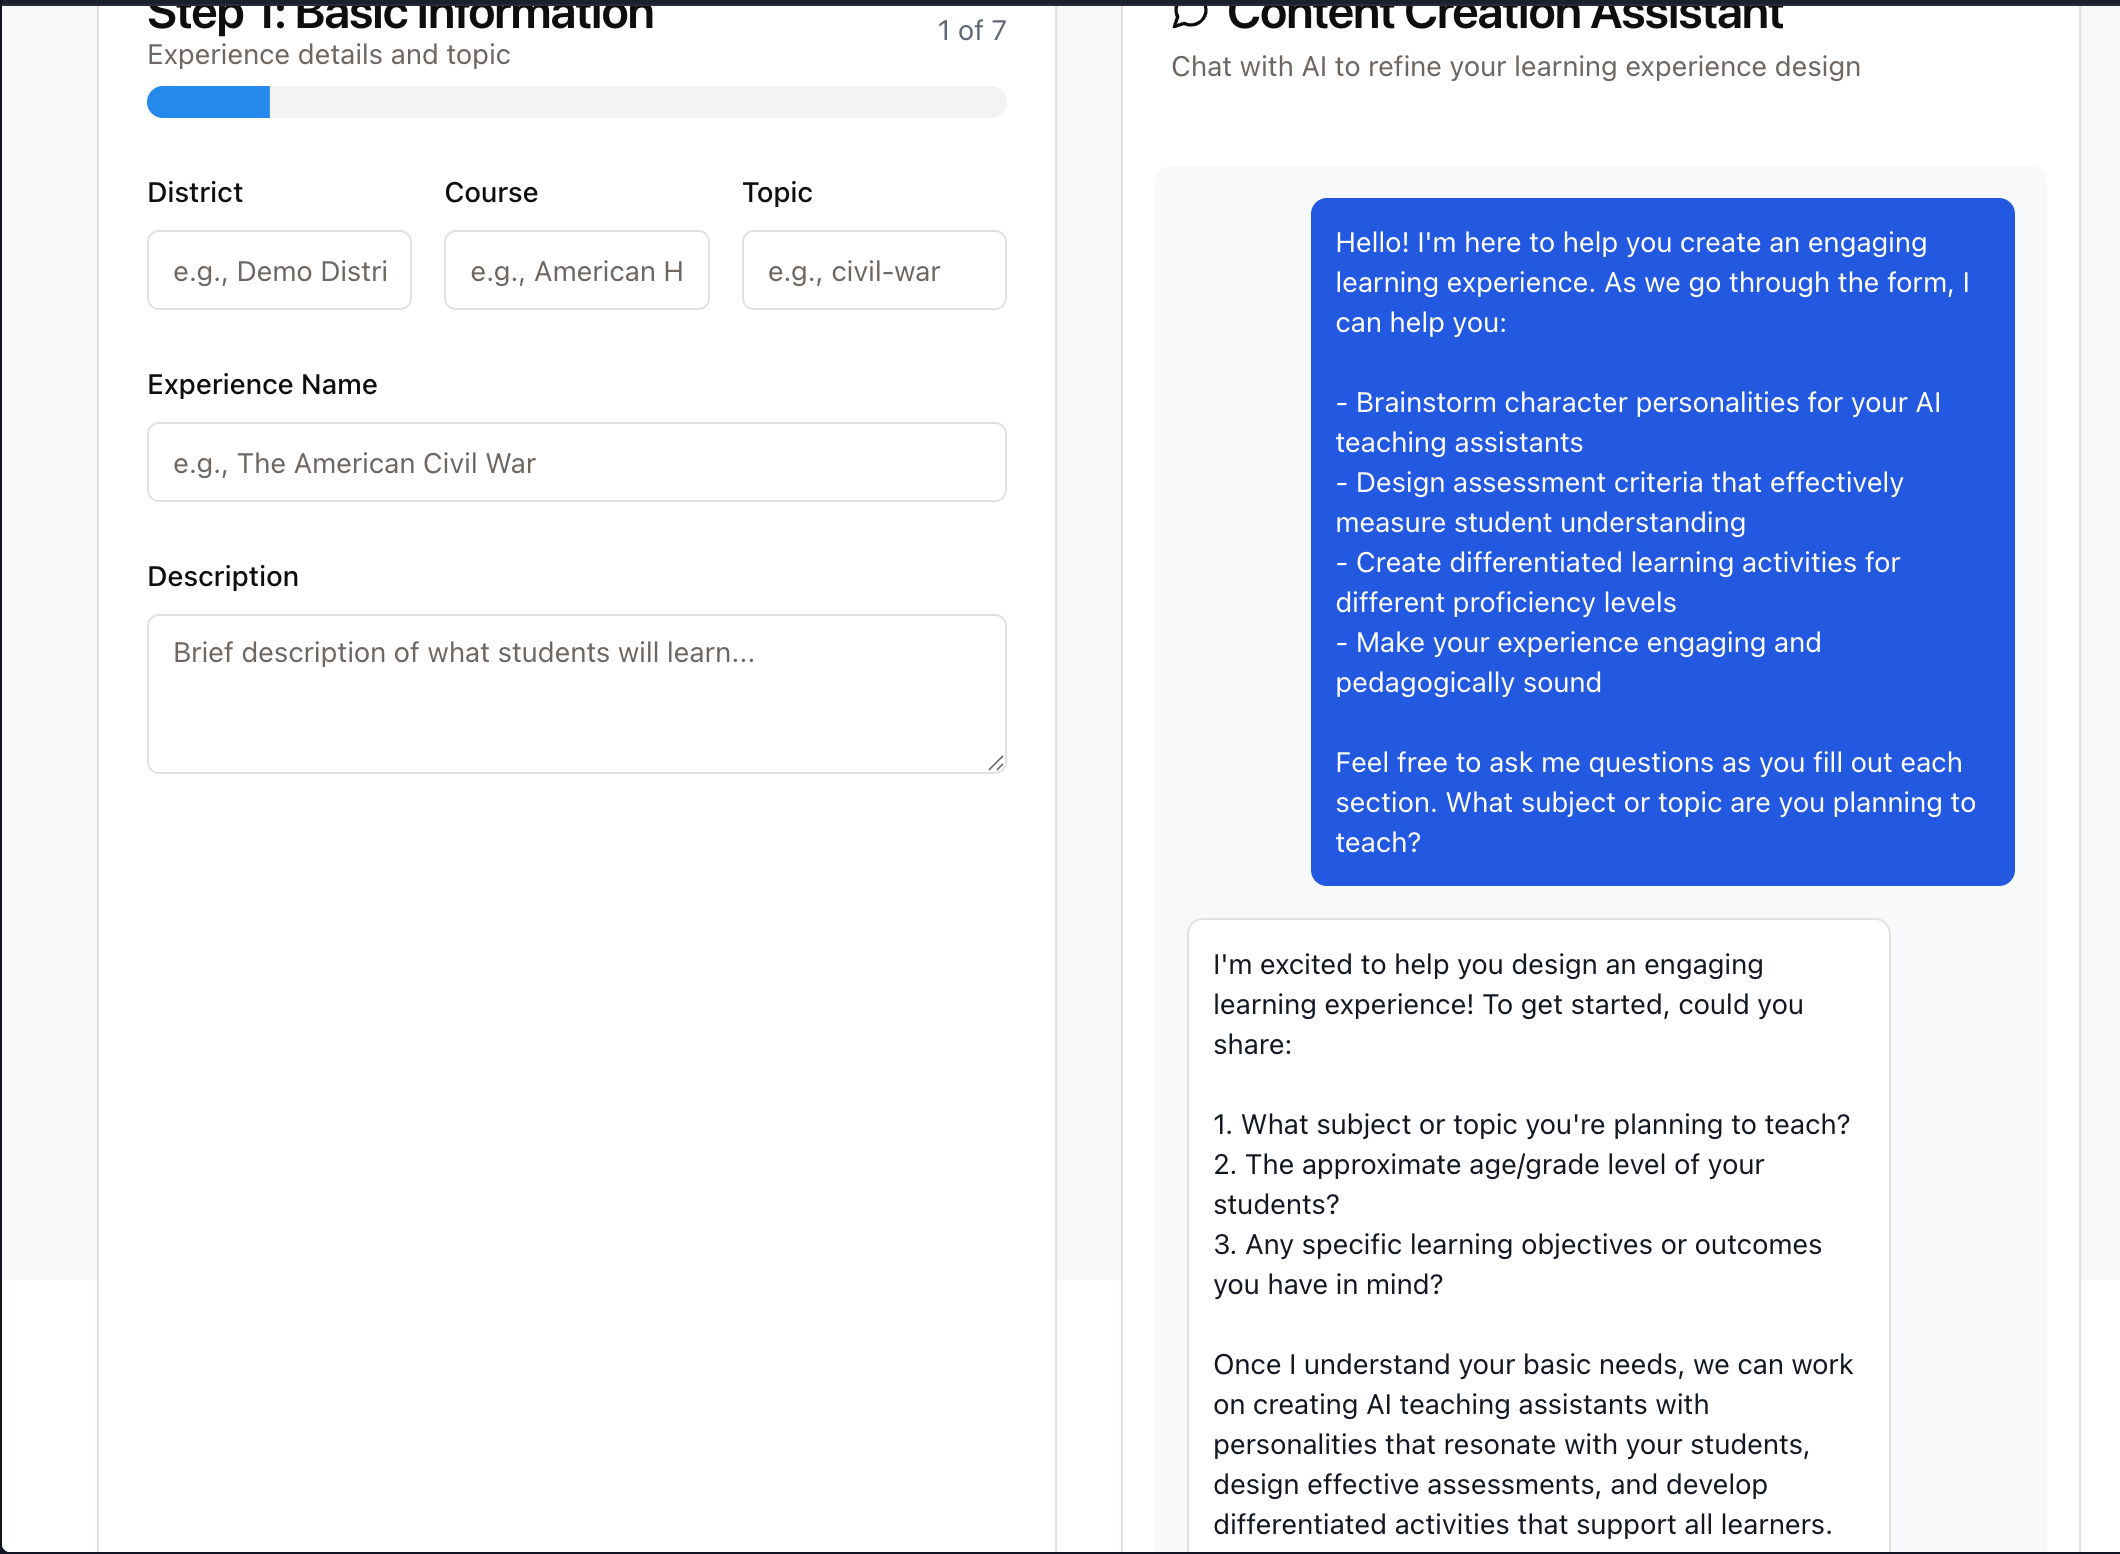 Step 1: Basic Information
1 of 7
Experience details and topic
District
Course
Topic
e.g., Demo Distri
e.g., American H
e.g., civil-war
Experience Name
e.g., The American Civil War
Description
Brief description of what students will learn...
Content Creation Assistant
Chat with AI to refine your learning experience design
Hello! I'm here to help you create an engaging
learning experience. As we go through the form, I
can help you:
- Brainstorm character personalities for your AI
teaching assistants
- Design assessment criteria that effectively
measure student understanding
- Create differentiated learning activities for
different proficiency levels
- Make your experience engaging and
pedagogically sound
Feel free to ask me questions as you fill out each
section. What subject or topic are you planning to
teach?
I'm excited to help you design an engaging
learning experience! To get started, could you
share:
1. What subject or topic you're planning to teach?
2. The approximate age/grade level of your
students?
3. Any specific learning objectives or outcomes
you have in mind?
Once I understand your basic needs, we can work
on creating AI teaching assistants with
personalities that resonate with your students,
design effective assessments, and develop
differentiated activities that support all learners.